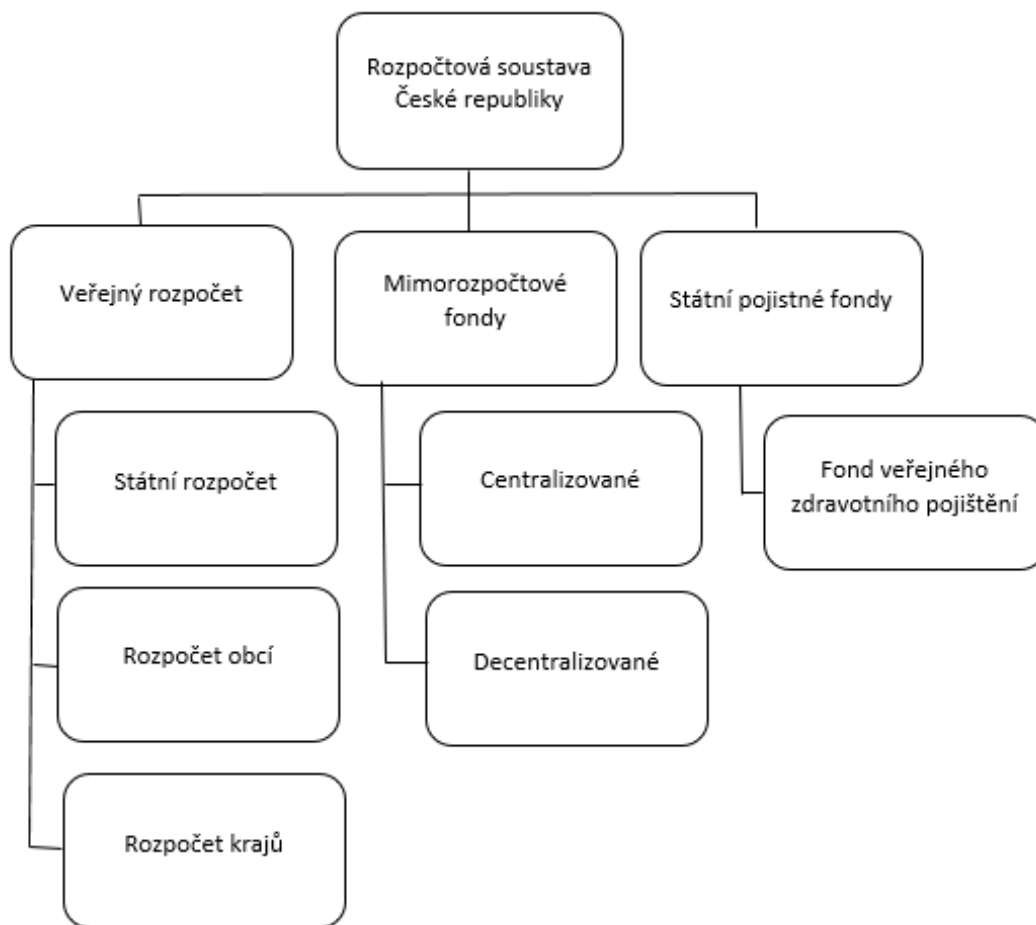 Rozpočtová soustava
České republiky
Veřejný rozpočet
Mimorozpočtové
fondy
Státní pojistné fondy
Státní rozpočet
Centralizované
Fond veřejného
zdravotního pojištění
Rozpočet obcí
Decentralizované
Rozpočet krajů